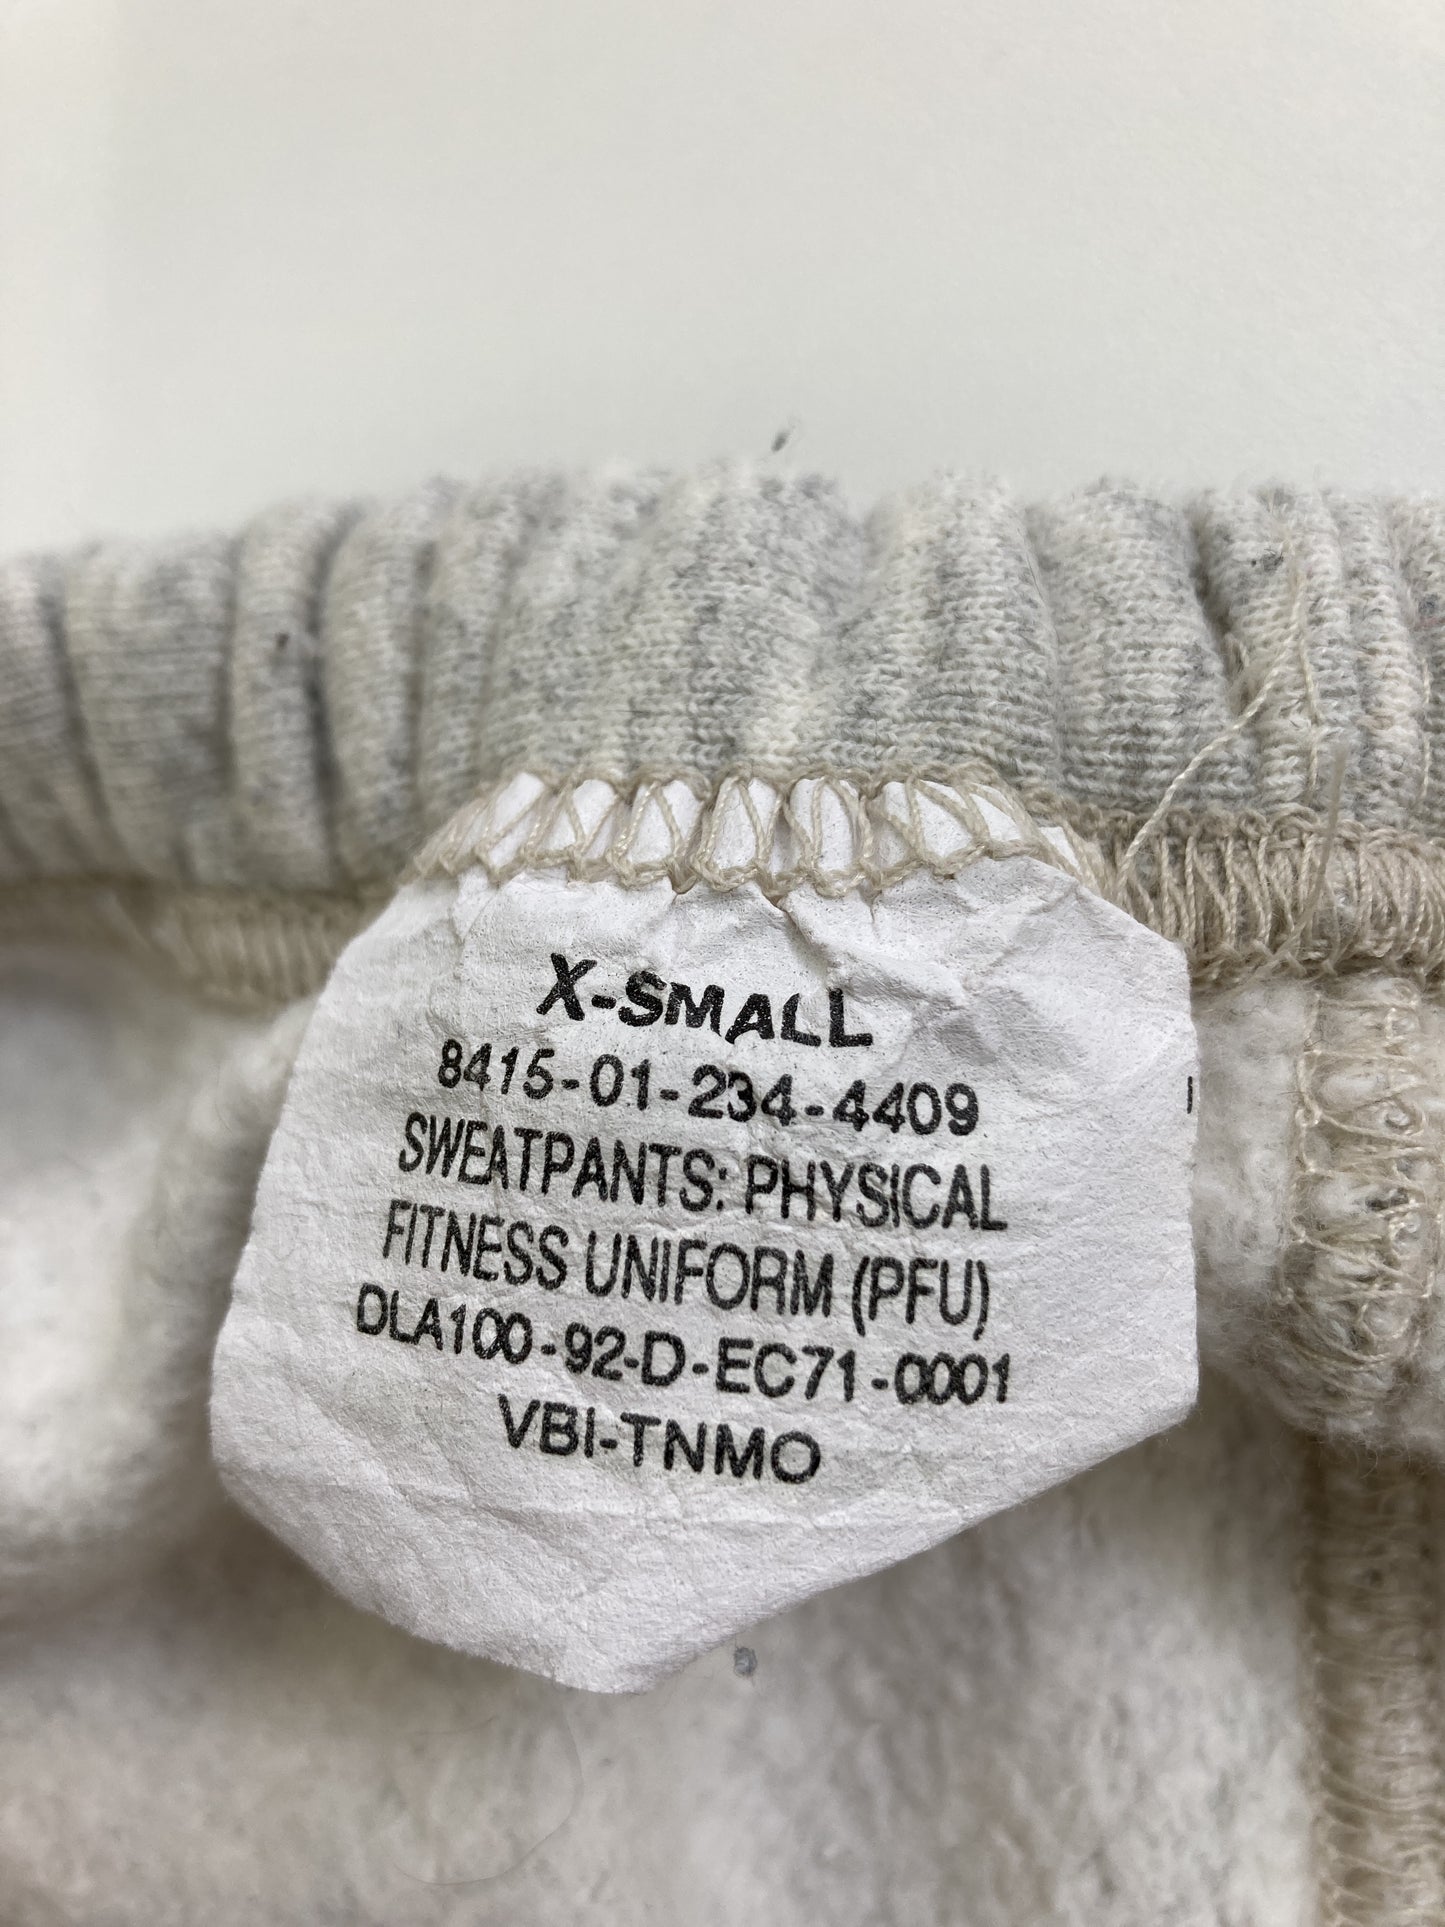 X-SMALL
8415-01-234-4409
SWEATPANTS: PHYSICAL
FITNESS UNIFORM (PFU)
DLA100-92-D-EC71-0001
VBI-TNMO